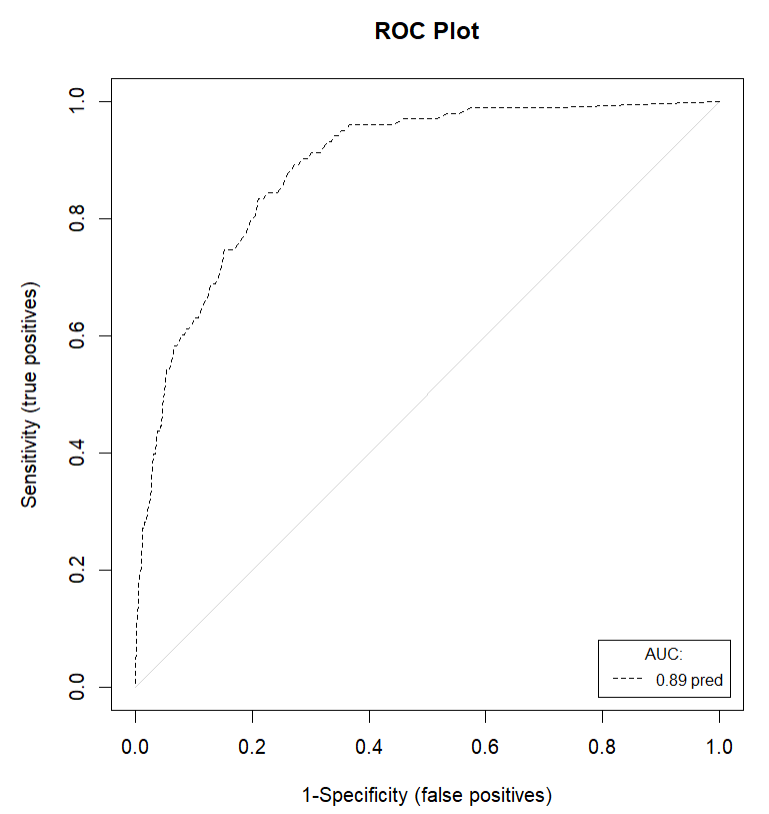 ROC Plot
1.0
0.8
0.6
0.4
0.2
0.0
Sensitivity (true positives)
AUC:
0.89 pred
0.0 0.2 0.4 0.6 0.8 1.0
1-Specificity (false positives)